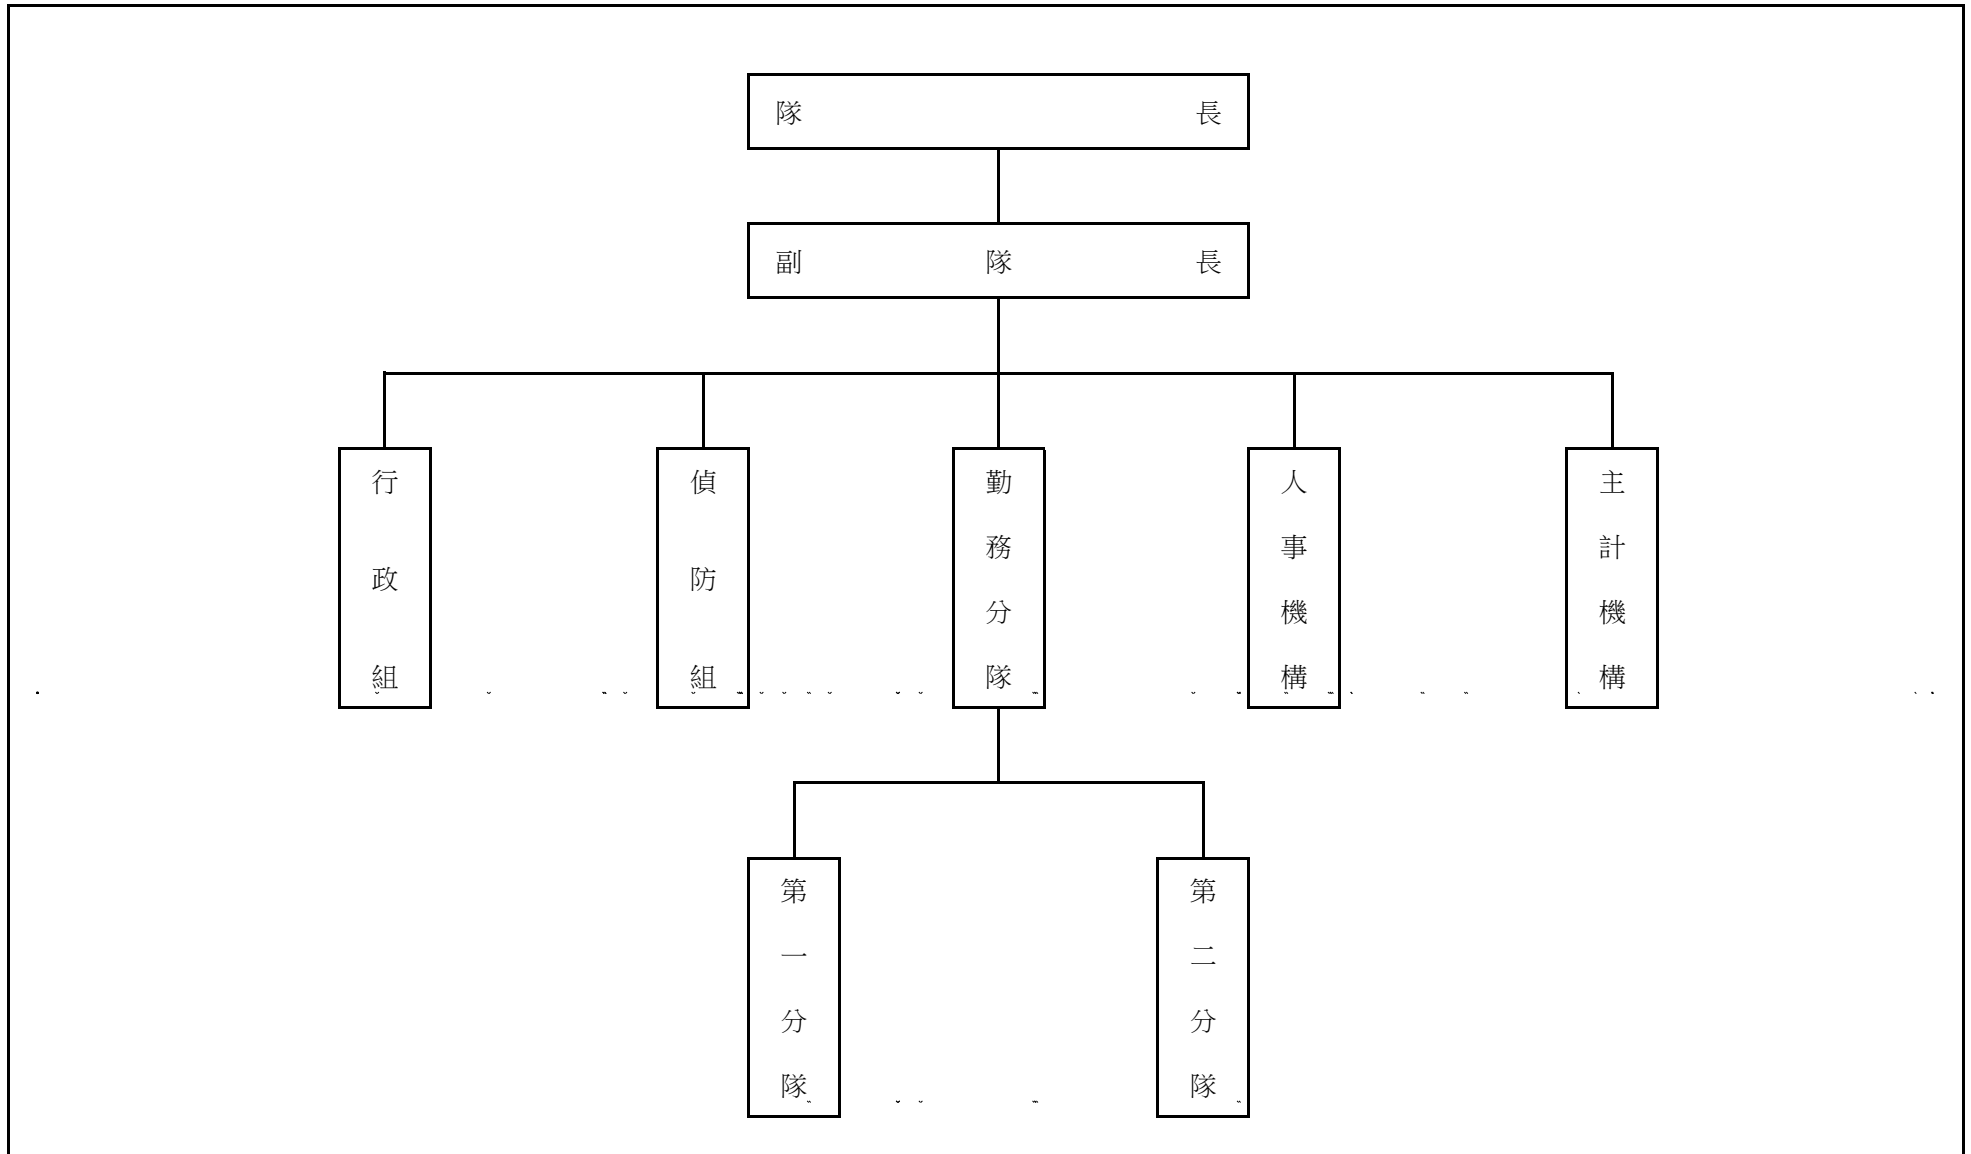 隊長
副隊長
行政組
偵防組
勤務分隊
人事機構
主計機構
第一分隊
第二分隊